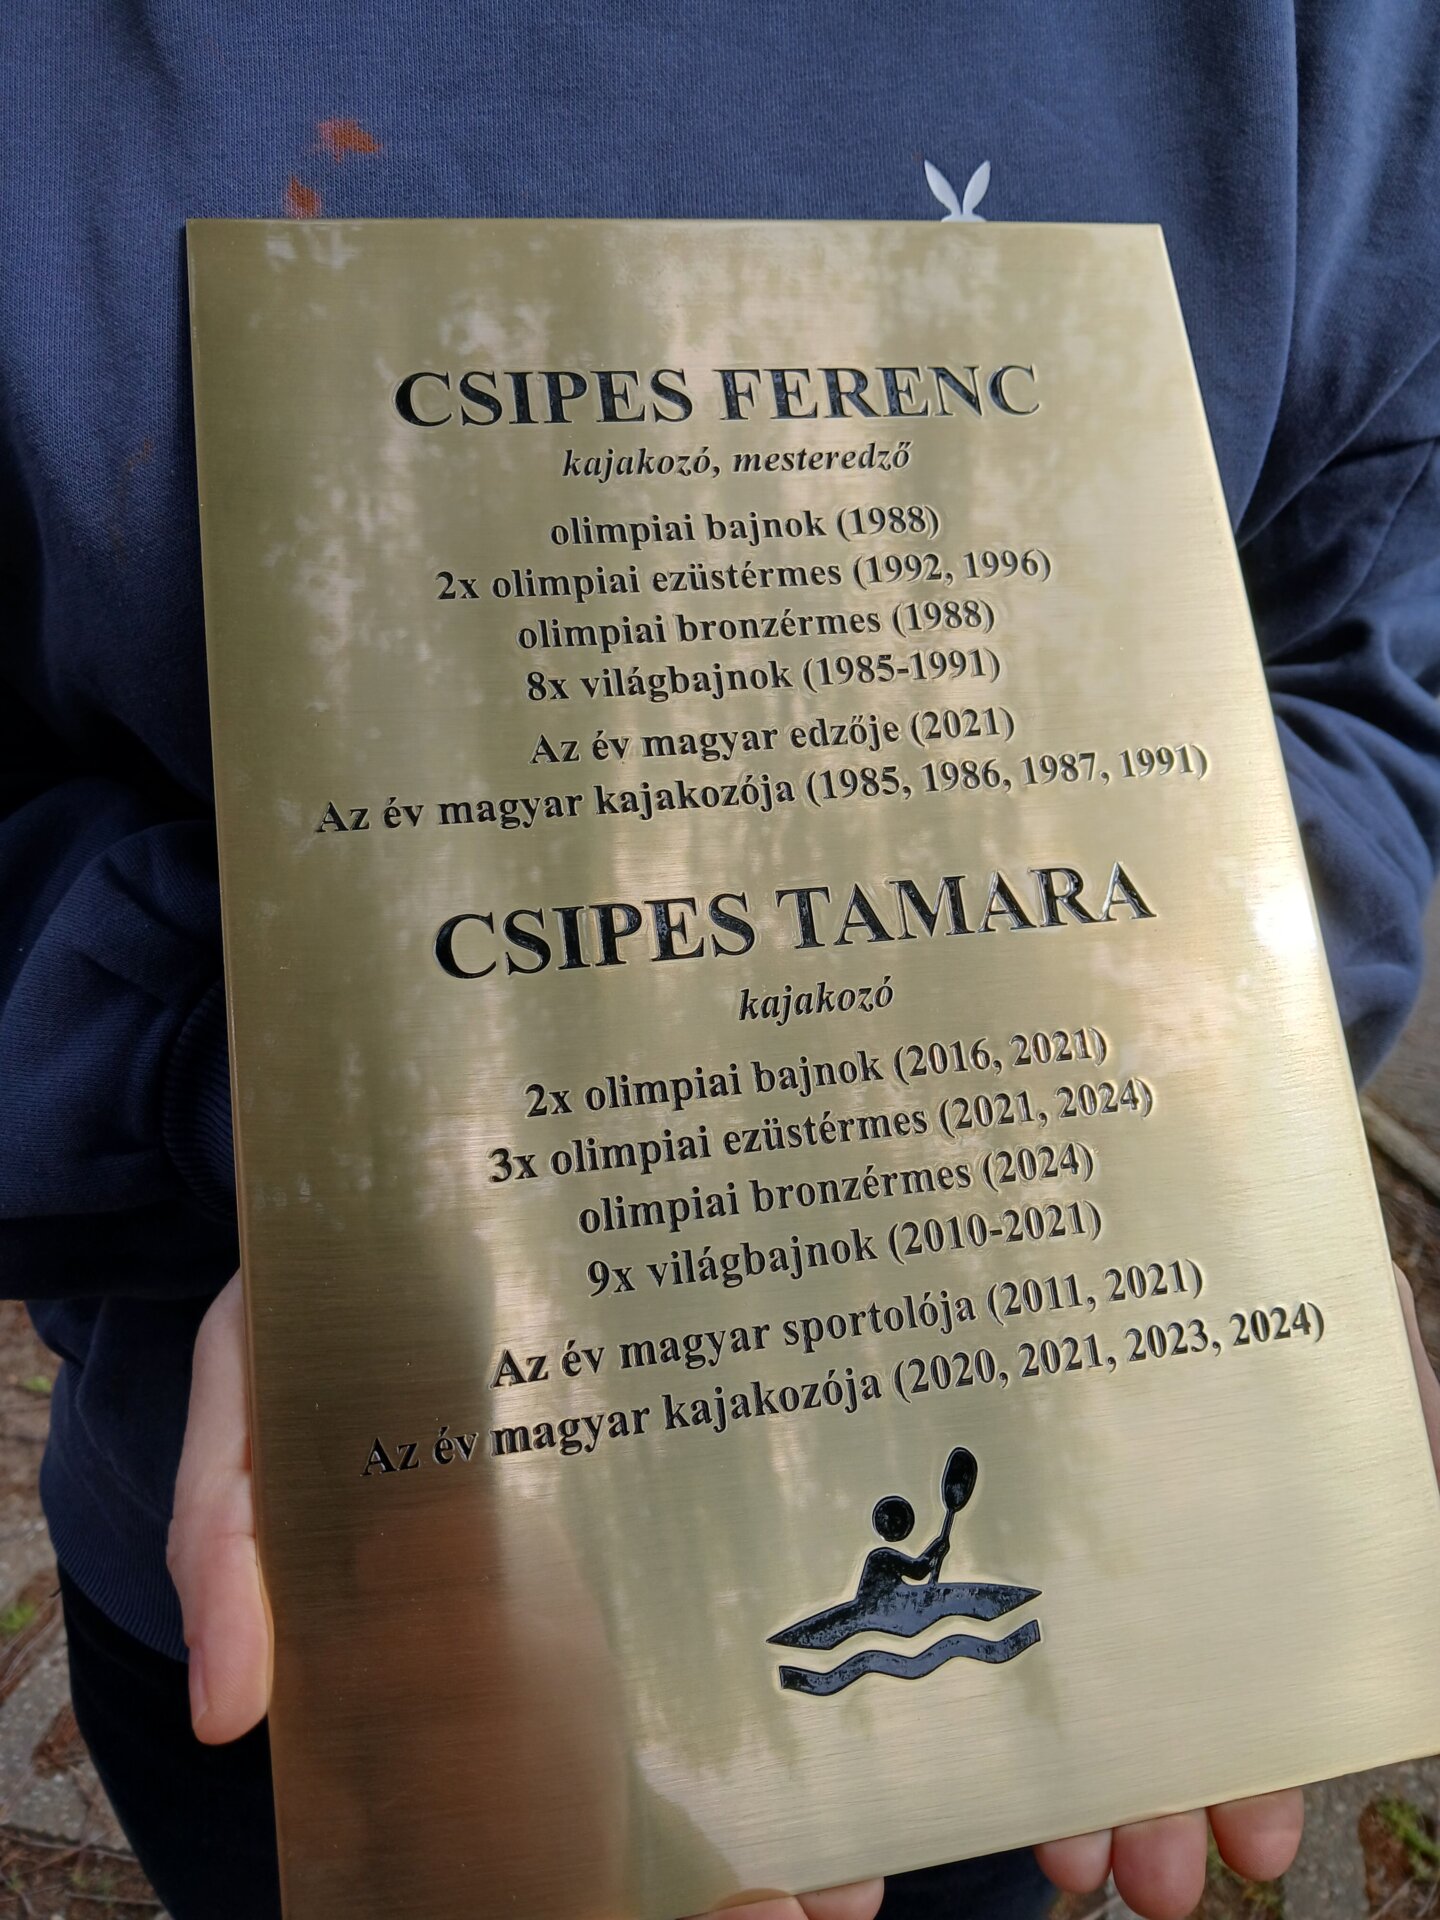 CSIPES FERENC
kajakozó, mesteredző
olimpiai bajnok (1988)
2x olimpiai ezüstérmes (1992, 1996)
olimpiai bronzérmes (1988)
8x világbajnok (1985-1991)
Az év magyar edzője (2021)
Az év magyar kajakozója (1985, 1986, 1987, 1991)
CSIPES TAMARA
kajakozó
2x olimpiai bajnok (2016, 2021)
3x olimpiai ezüstérmes (2021, 2024)
olimpiai bronzérmes (2024)
9x világbajnok (2010-2021)
Az év magyar sportolója (2011, 2021)
Az év magyar kajakozója (2020, 2021, 2023, 2024)